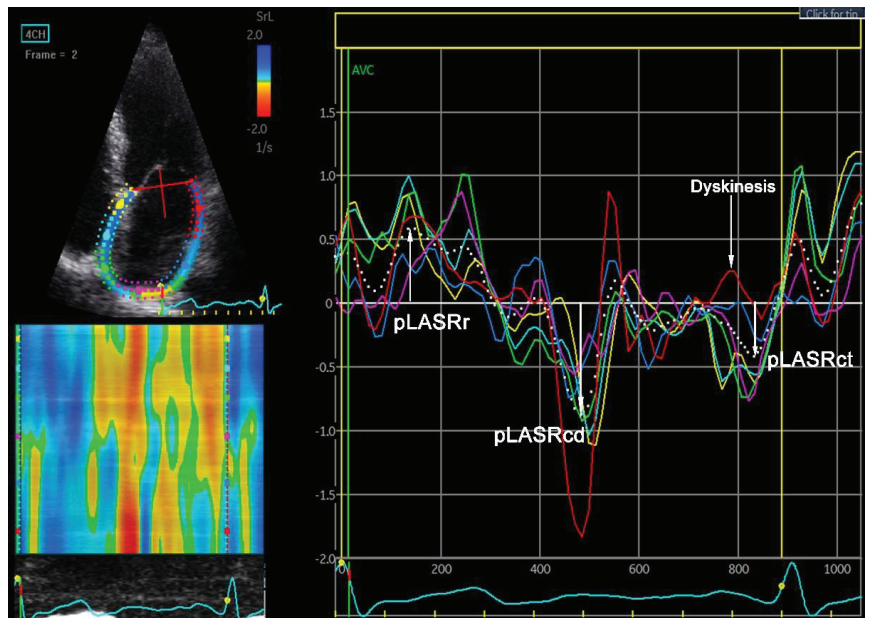 Click for tip
SrL
4CH
2.0
Frame = 2
-2.0
1/s
AVC
1.5
1.0
Dyskinesis
0.5
0
pLASRr
-0.5
pLASRct
pLASRcd
-1.0
-1.5
-2.0
0 200 400 600 800 1000